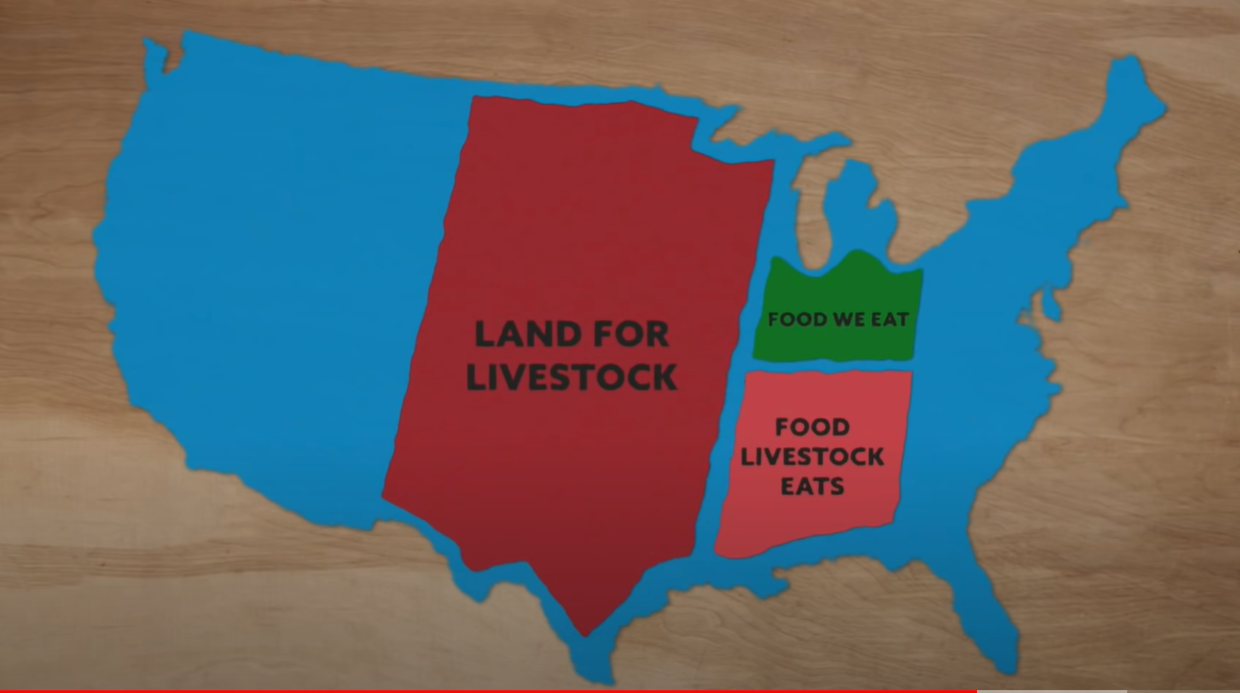 LAND FOR
LIVESTOCK
FOOD WE EAT
FOOD
LIVESTOCK
EATS